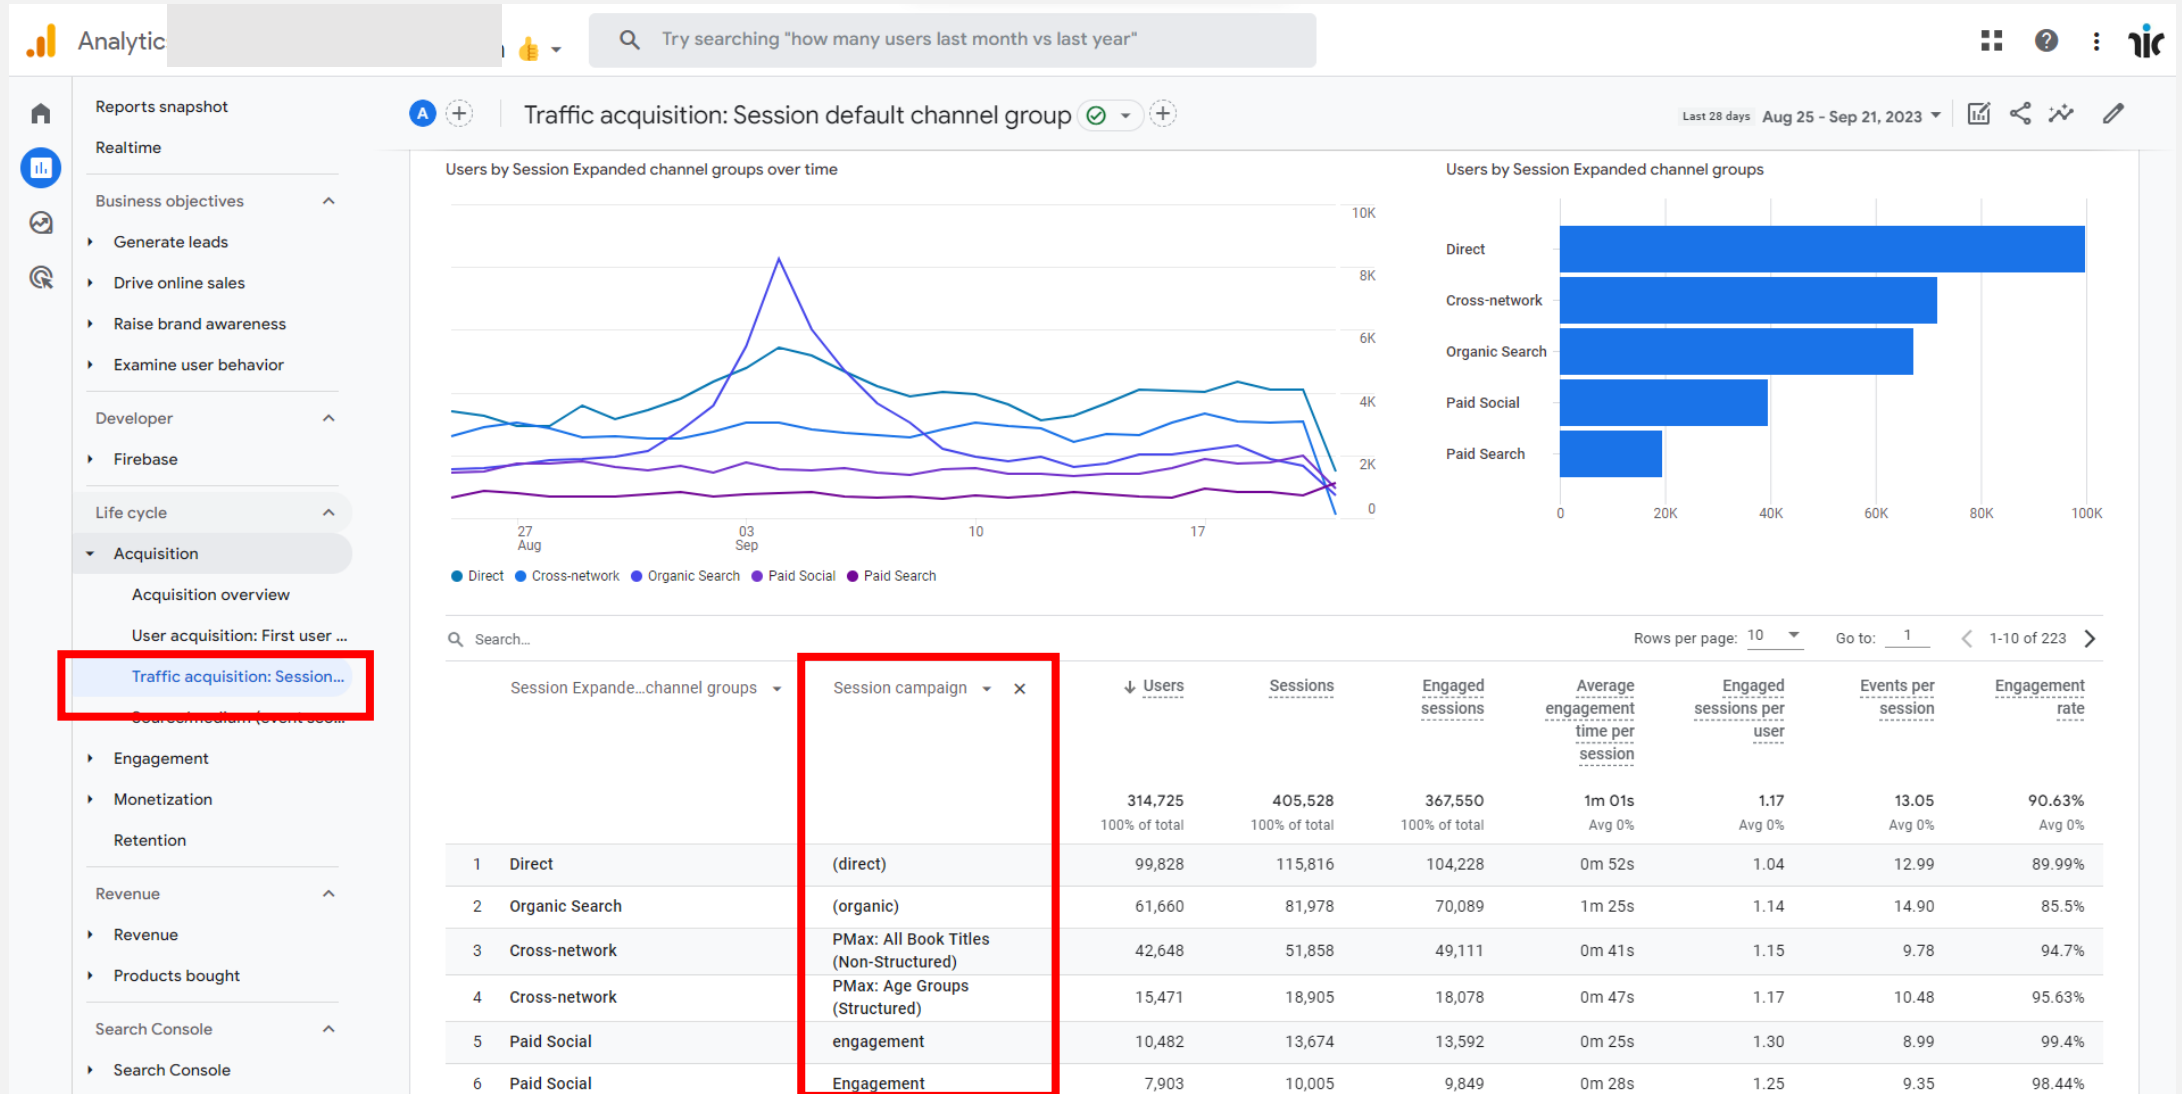 Analytic
Try searching "how many users last month vs last year"
Reports snapshot
Realtime
Business objectives
Generate leads
Drive online sales
Raise brand awareness
Examine user behavior
Developer
Firebase
Life cycle
Acquisition
Acquisition overview
User acquisition: First user ...
Traffic acquisition: Session...
Engagement
Monetization
Retention
Revenue
Revenue
Products bought
Search Console
Search Console
A
Traffic acquisition: Session default channel group
Last 28 days Aug 25 - Sep 21, 2023
Users by Session Expanded channel groups over time
10K
8K
6K
4K
2K
0
27 03 10 17
Aug Sep
Direct Cross-network Organic Search Paid Social Paid Search
Users by Session Expanded channel groups
Direct
Cross-network
Organic Search
Paid Social
Paid Search
0 20K 40K 60K 80K 100K
Search...
Rows per page: 10 Go to: 1 1-10 of 223
Session Expande...channel groups Session campaign Users Sessions Engaged Average Engaged Events per Engagement
sessions engagement sessions per session rate
time per user
session
314,725 405,528 367,550 1m 01s 1.17 13.05 90.63%
100% of total 100% of total 100% of total Avg 0% Avg 0% Avg 0% Avg 0%
1 Direct (direct) 99,828 115,816 104,228 0m 52s 1.04 12.99 89.99%
2 Organic Search (organic) 61,660 81,978 70,089 1m 25s 1.14 14.90 85.5%
3 Cross-network PMax: All Book Titles 42,648 51,858 49,111 0m 41s 1.15 9.78 94.7%
(Non-Structured)
4 Cross-network PMax: Age Groups 15,471 18,905 18,078 0m 47s 1.17 10.48 95.63%
(Structured)
5 Paid Social engagement 10,482 13,674 13,592 0m 25s 1.30 8.99 99.4%
6 Paid Social Engagement 7,903 10,005 9,849 0m 28s 1.25 9.35 98.44%